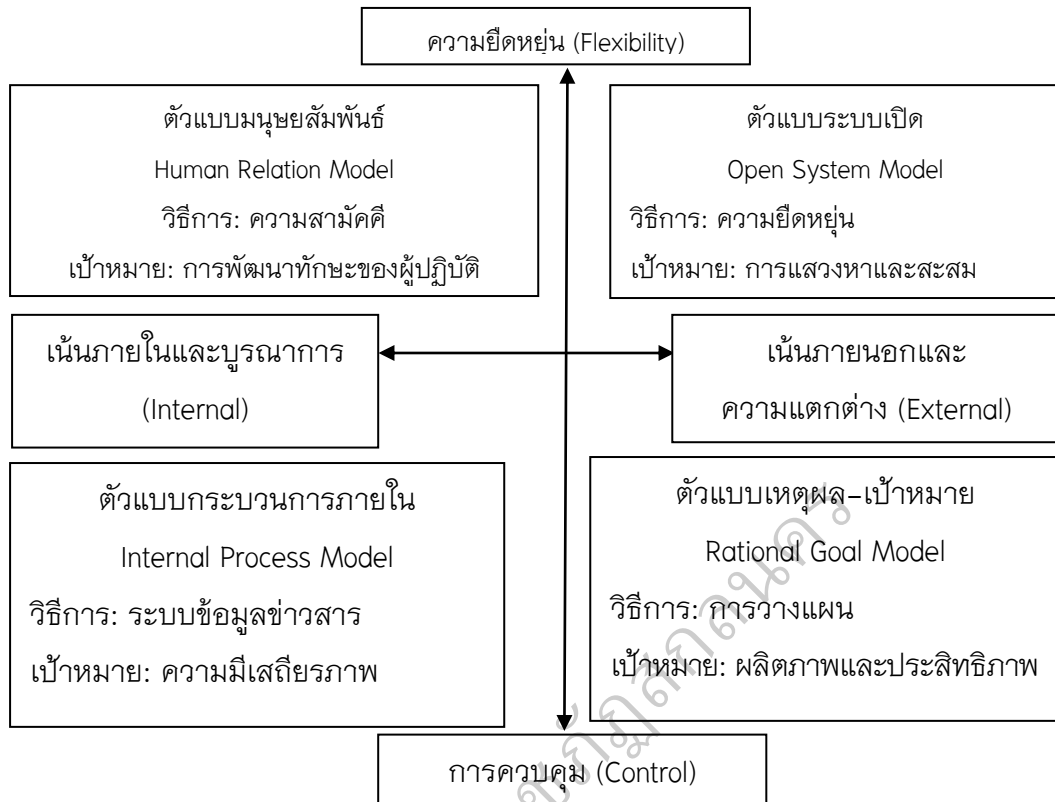 ความยืดหยุ่น (Flexibility)
ตัวแบบมนุษยสัมพันธ์
Human Relation Model
วิธีการ: ความสามัคคี
เป้าหมาย: การพัฒนาทักษะของผู้ปฏิบัติ
ตัวแบบระบบเปิด
Open System Model
วิธีการ: ความยืดหยุ่น
เป้าหมาย: การแสวงหาและสะสม
เน้นภายในและบูรณาการ
(Internal)
เน้นภายนอกและ
ความแตกต่าง (External)
ตัวแบบกระบวนการภายใน
Internal Process Model
วิธีการ: ระบบข้อมูลข่าวสาร
เป้าหมาย: ความมีเสถียรภาพ
ตัวแบบเหตุผล-เป้าหมาย
Rational Goal Model
วิธีการ: การวางแผน
เป้าหมาย: ผลิตภาพและประสิทธิภาพ
การควบคุม (Control)